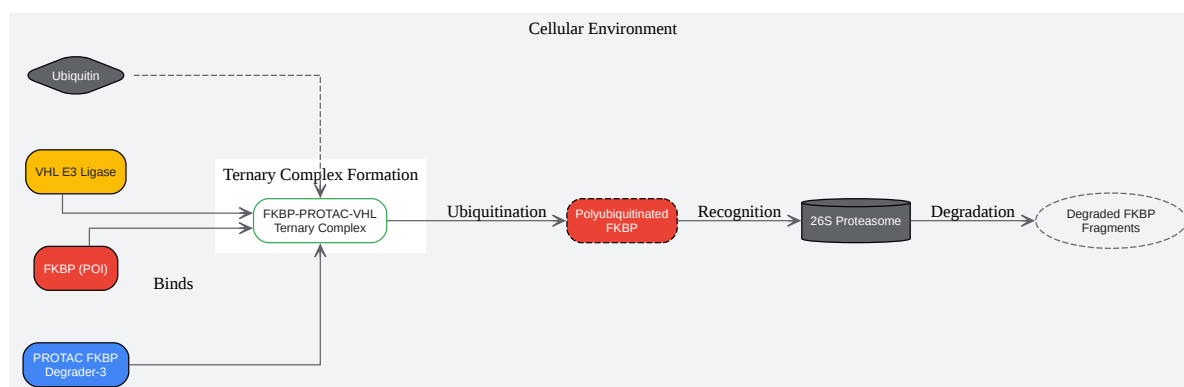 Cellular Environment
Ubiquitin
VHL E3 Ligase
Ternary Complex Formation
FKBP-PROTAC-VHL
Ternary Complex
Ubiquitination
Polyubiquitinated
FKBP
Recognition
26S Proteasome
Degradation
Degraded FKBP
Fragments
FKBP (POI)
Binds
PROTAC FKBP
Degrader-3